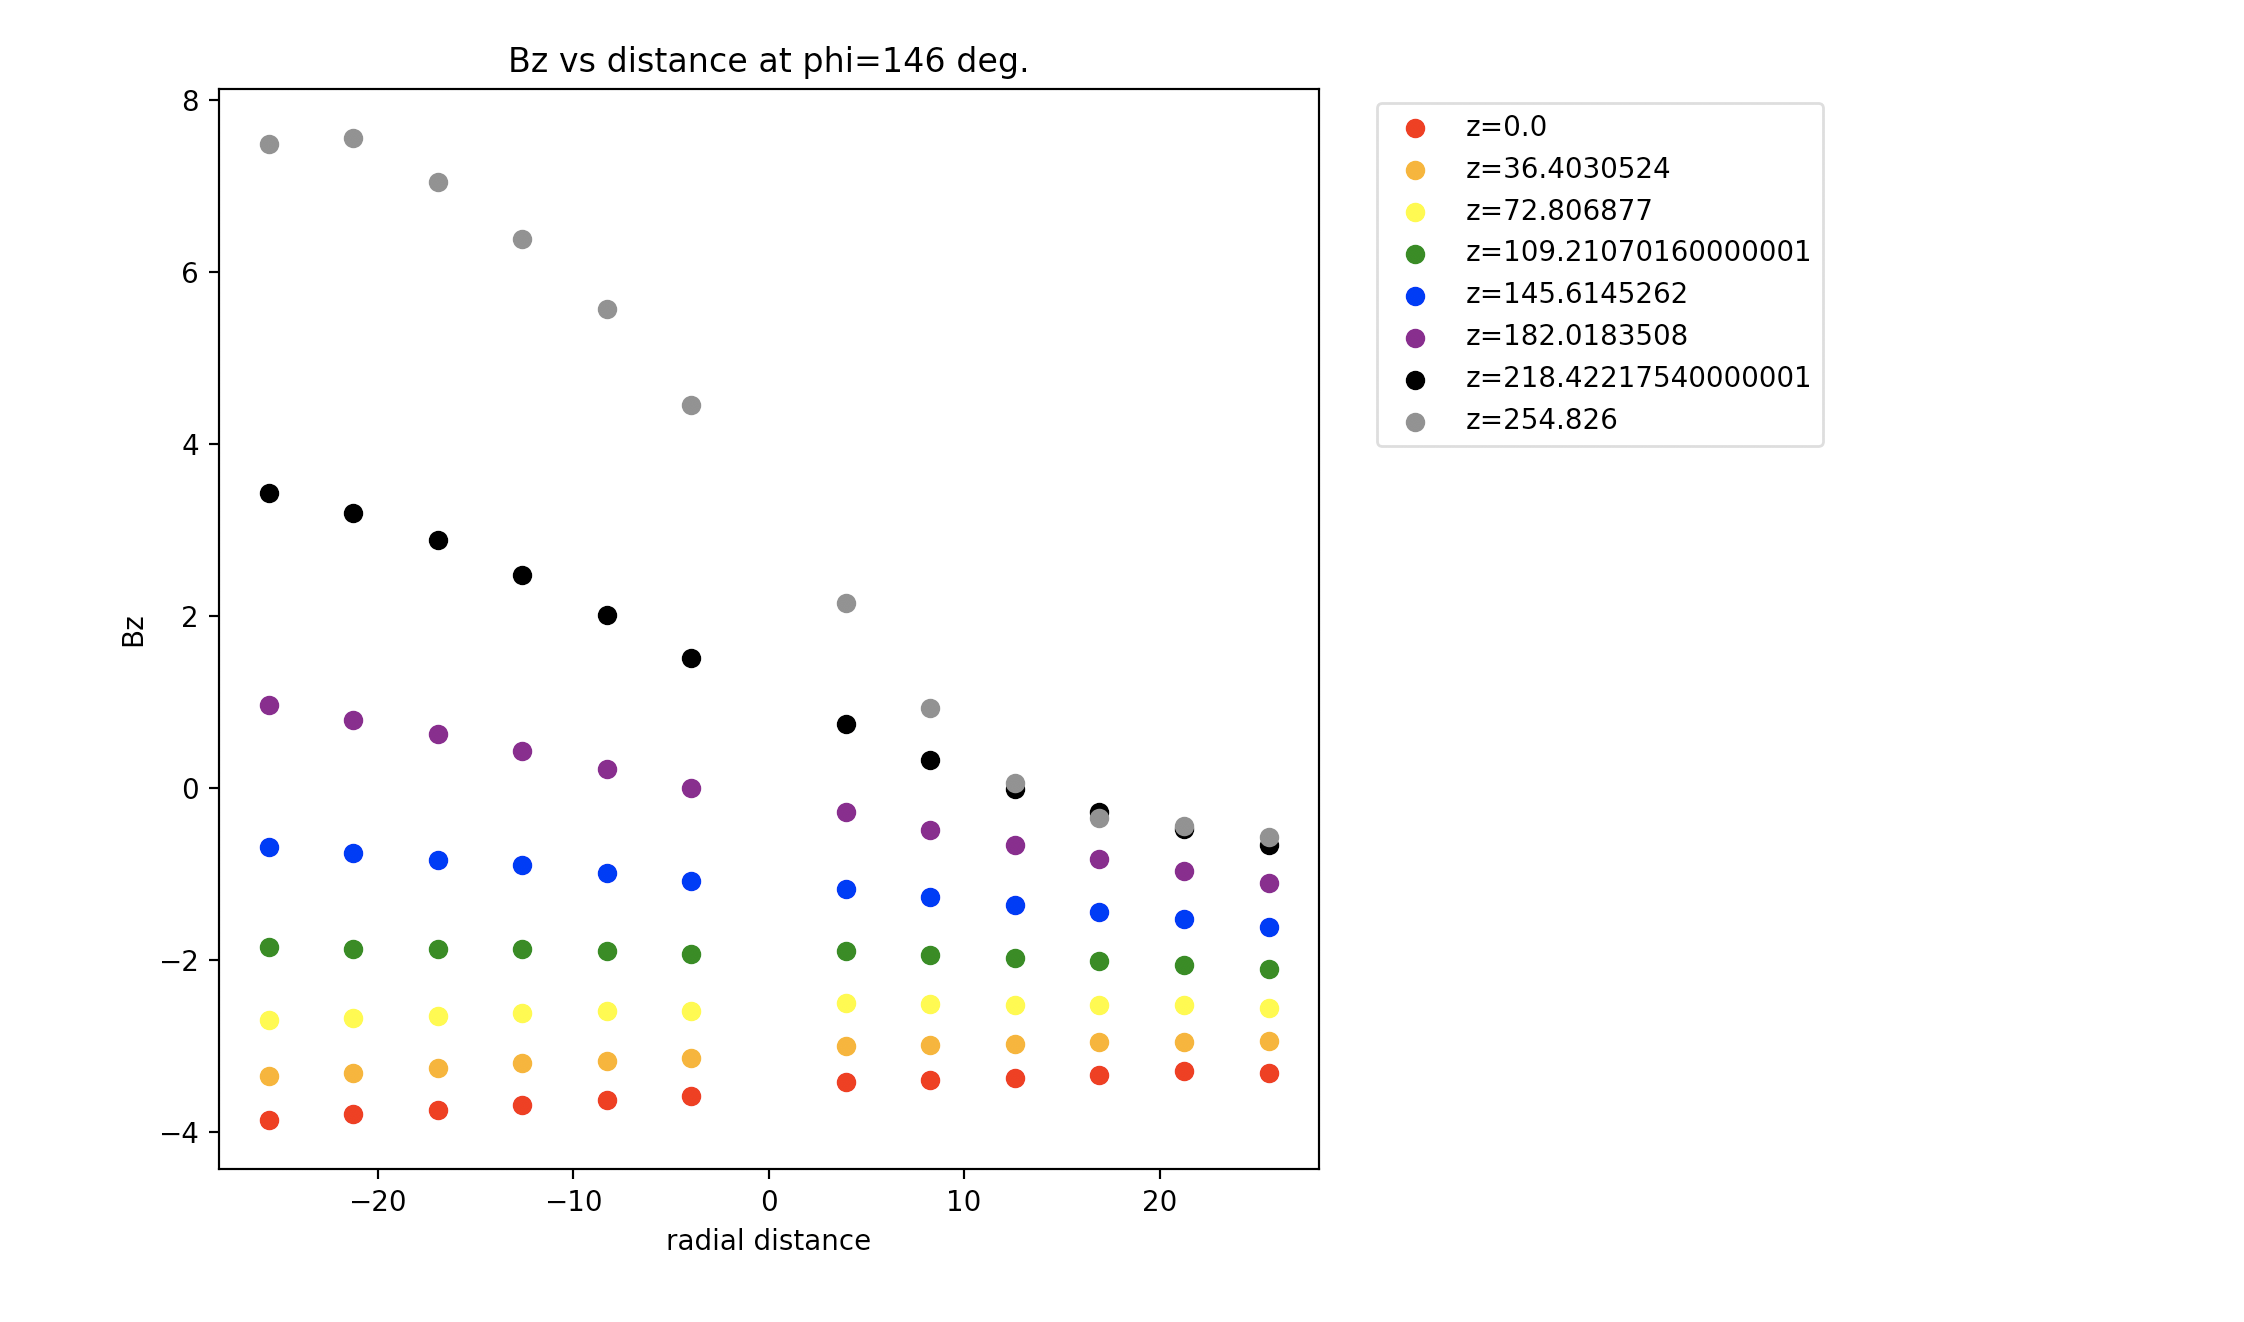 Bz vs distance at phi=146 deg.
8
6
4
2
0
−2
−4
Bz
−20
−10
0
10
20
radial distance
z=0.0
z=36.4030524
z=72.806877
z=109.21070160000001
z=145.6145262
z=182.0183508
z=218.42217540000001
z=254.826